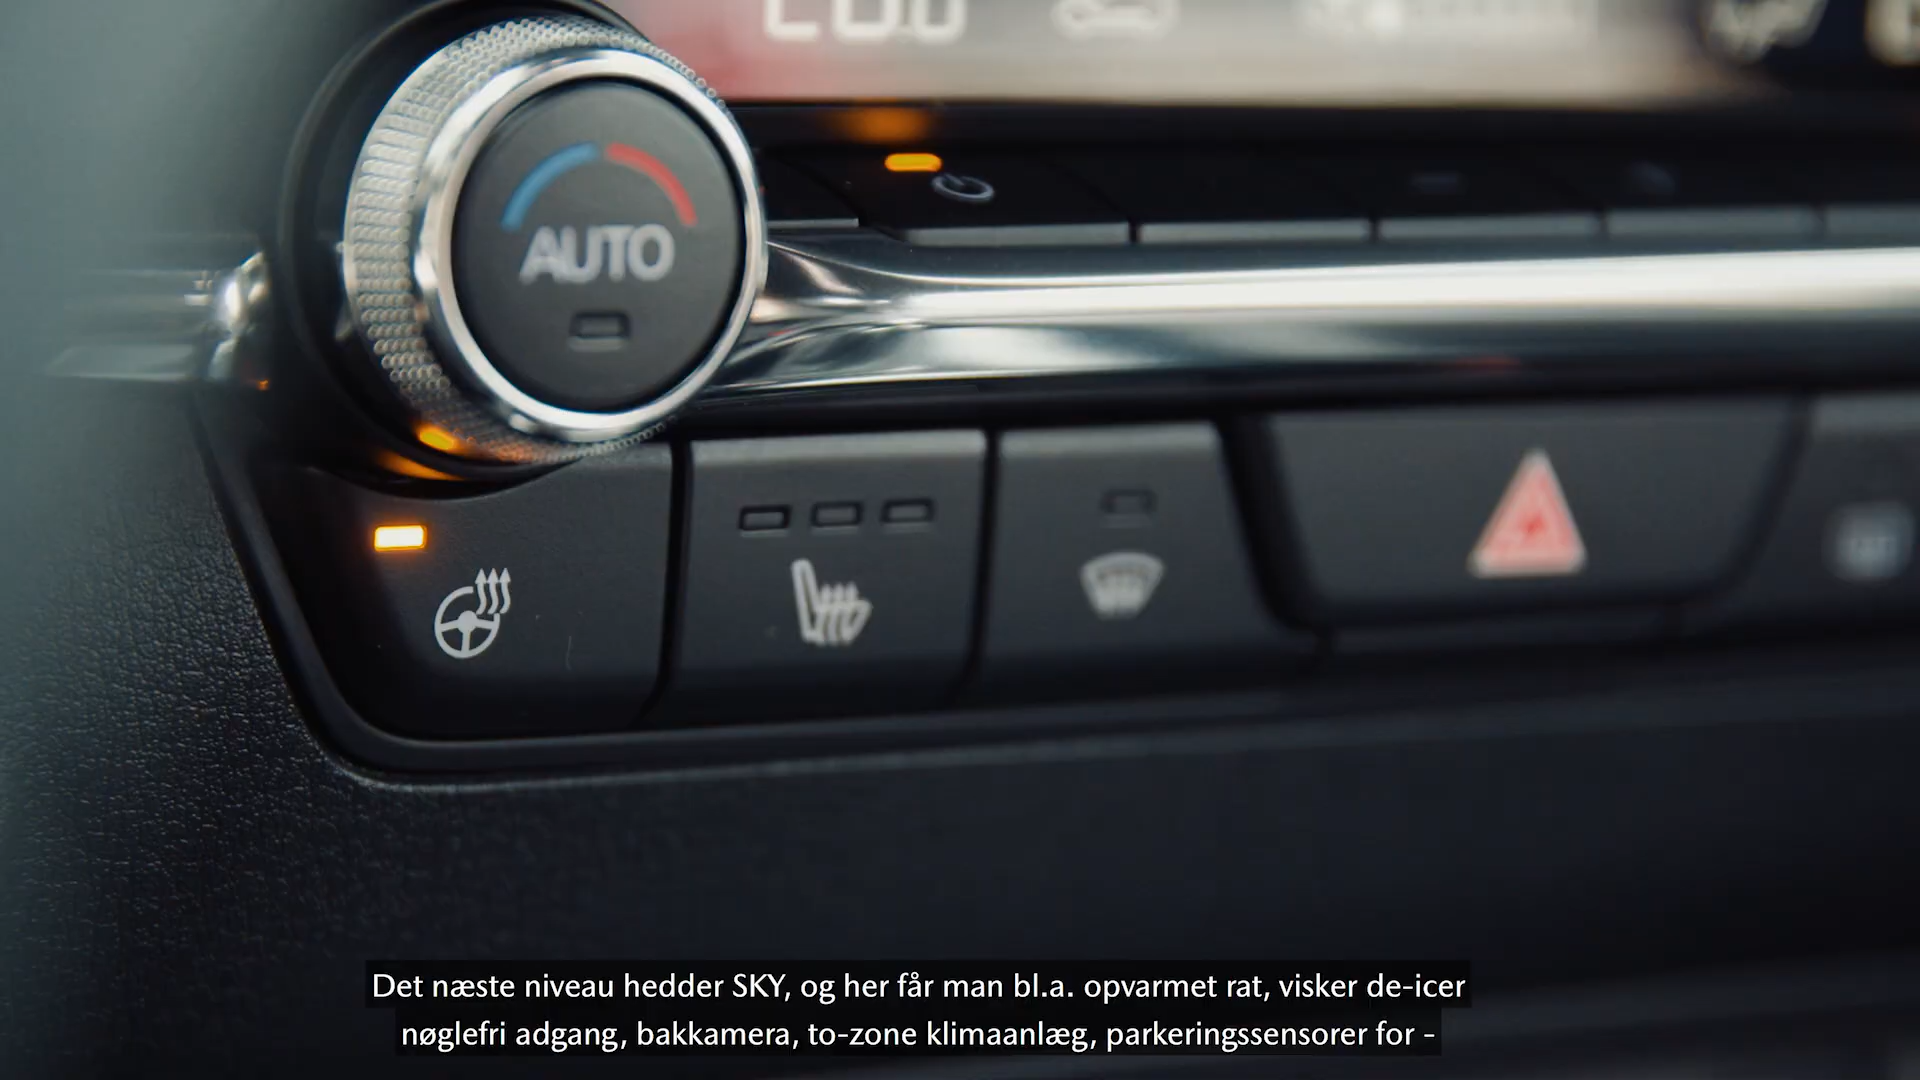 AUTO
Det næste niveau hedder SKY, og her får man bl.a. opvarmet rat, visker de-icer
nøglefri adgang, bakkamera, to-zone klimaanlæg, parkeringssensorer for -